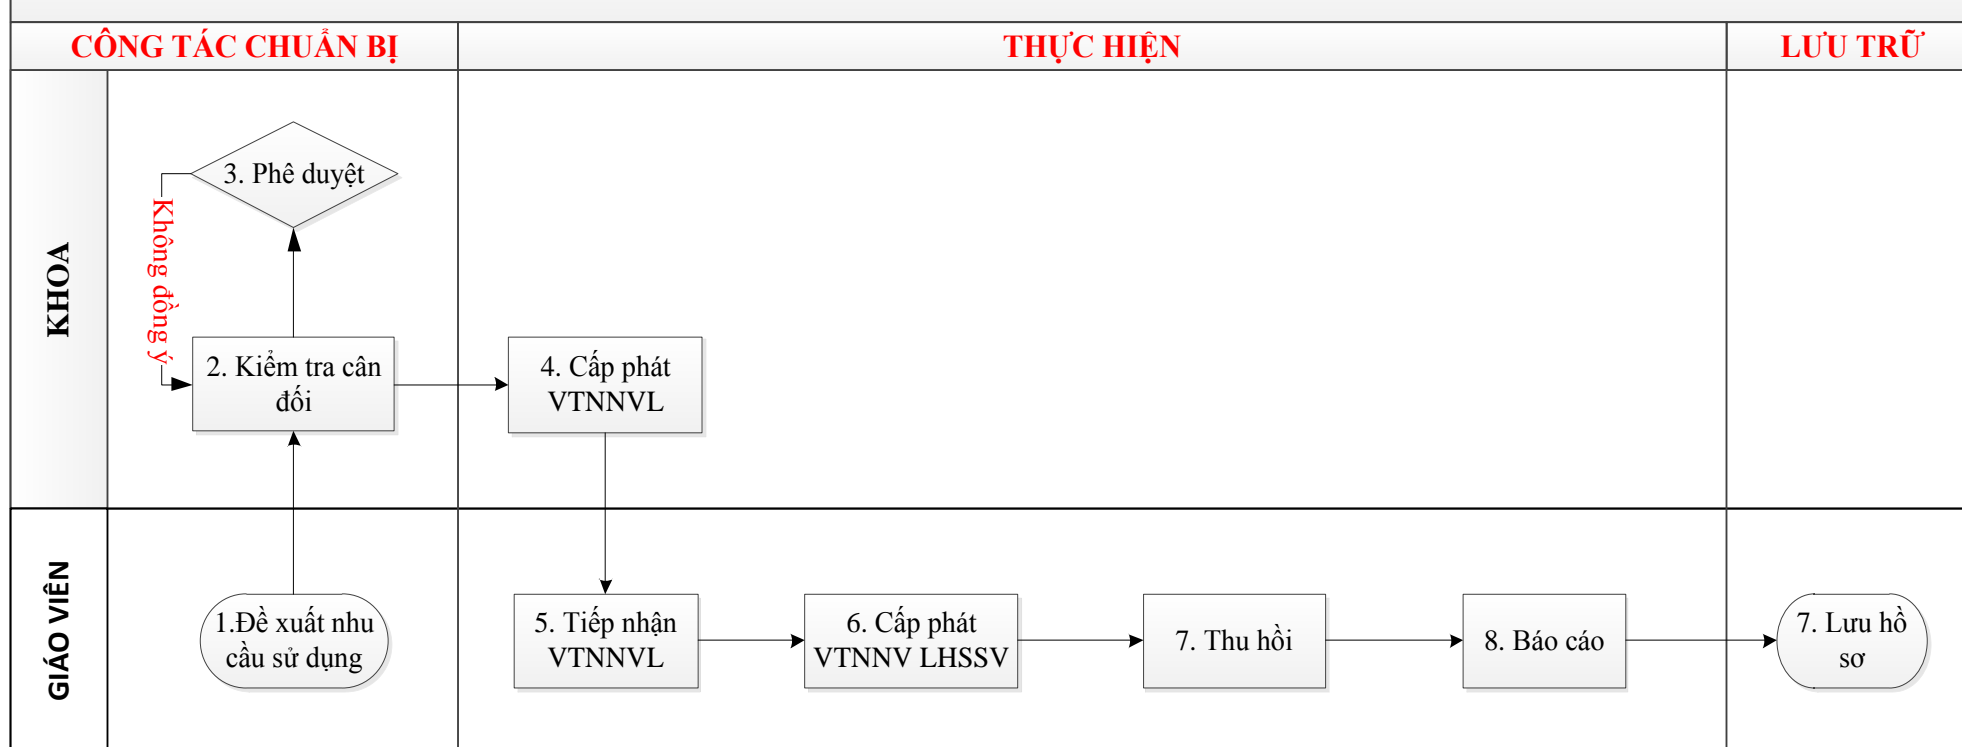 CÔNG TÁC CHUẨN BỊ
THỰC HIỆN
LƯU TRỮ
KHOA
3. Phê duyệt
Không đồng ý
2. Kiểm tra cân
đối
4. Cấp phát
VTNNVL
GIÁO VIÊN
1.Đề xuất nhu
cầu sử dụng
5. Tiếp nhận
VTNNVL
6. Cấp phát
VTNNV LHSSV
7. Thu hồi
8. Báo cáo
7. Lưu hồ
sơ